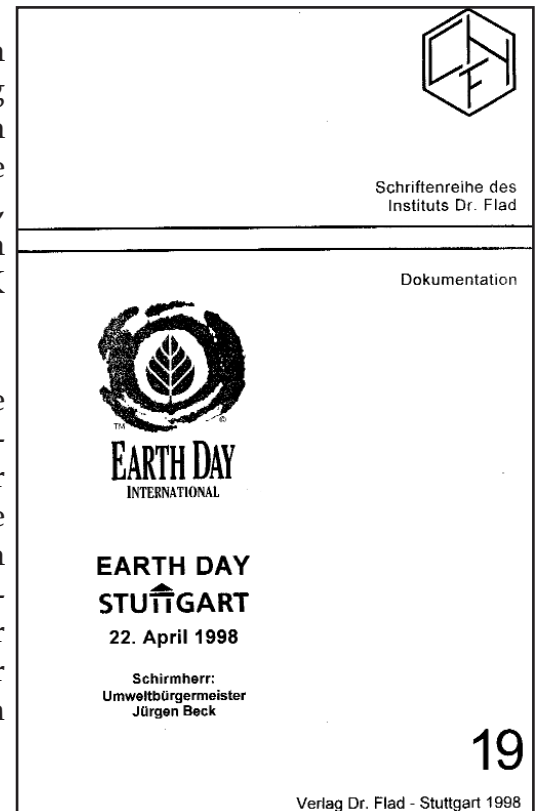 Schriftenreihe des
Instituts Dr. Flad
Dokumentation
TM
©
EARTH DAY
INTERNATIONAL
EARTH DAY
STUTTGART
22. April 1998
Schirmherr:
Umweltbürgermeister
Jürgen Beck
19
Verlag Dr. Flad - Stuttgart 1998